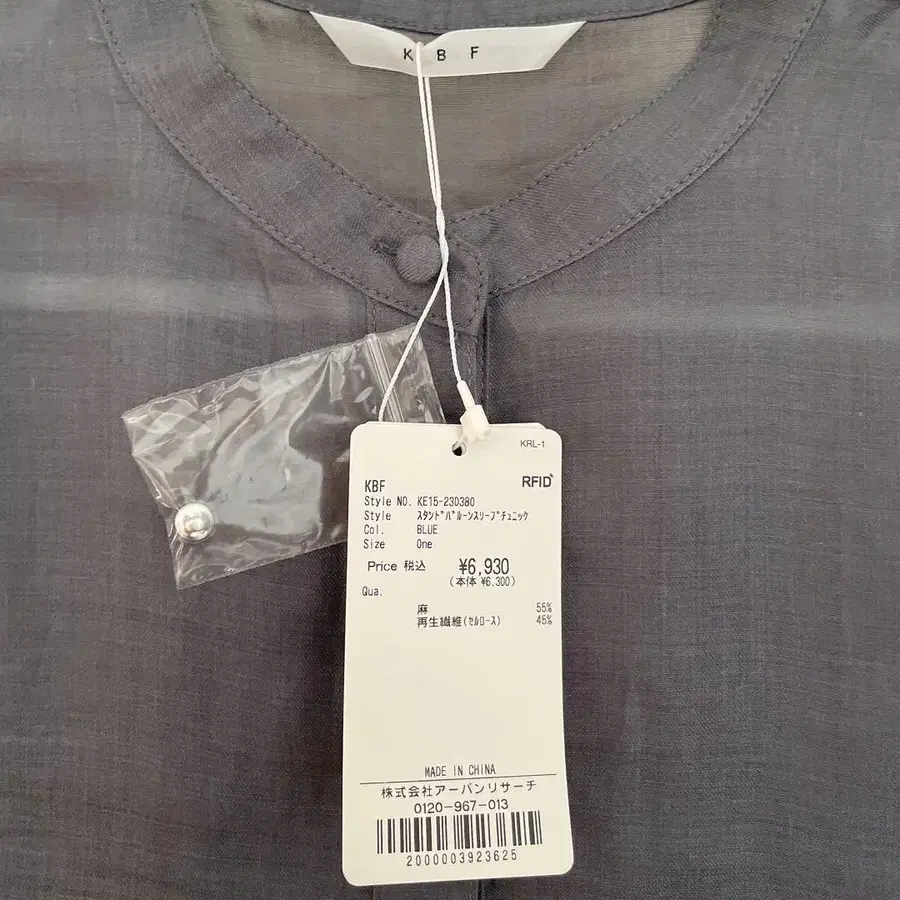 K B F
KRL-1
KBF RFID
Style NO. KE15-23D380
Style スタンドバルーンスリーブチュニック
Col. BLUE
Size One
Price 税込 ¥6,930
(本体 ¥6,300)
Qua.
麻 55%
再生繊維(セルロース) 45%
MADE IN CHINA
株式会社アーバンリサーチ
0120-967-013
2000003923625